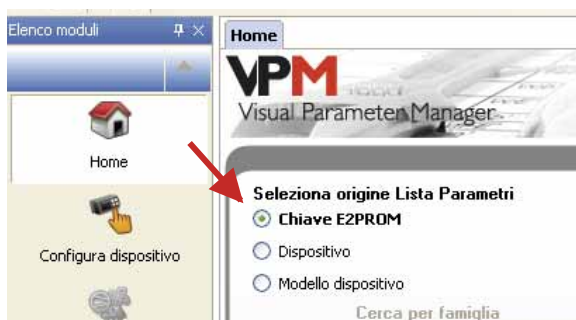 Elenco moduli
Home
Configura dispositivo
Home
VPM
Visual Parameter Manager
Seleziona origine Lista Parametri
Chiave E2PROM
Dispositivo
Modello dispositivo
Cerca per famiglia